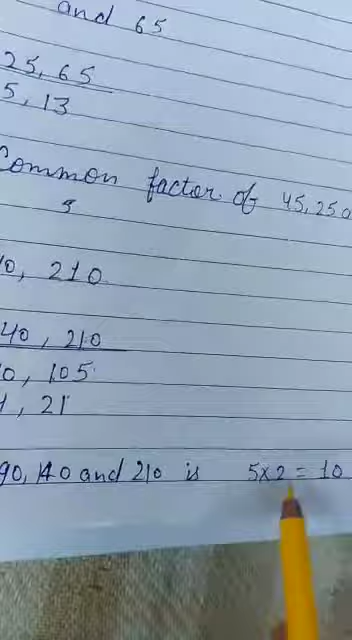 and 65
25, 65
5, 13
Common factor of 45, 25 a
5
10, 210
40, 210
0, 105
21
90, 140 and 210 is 5×2 = 10